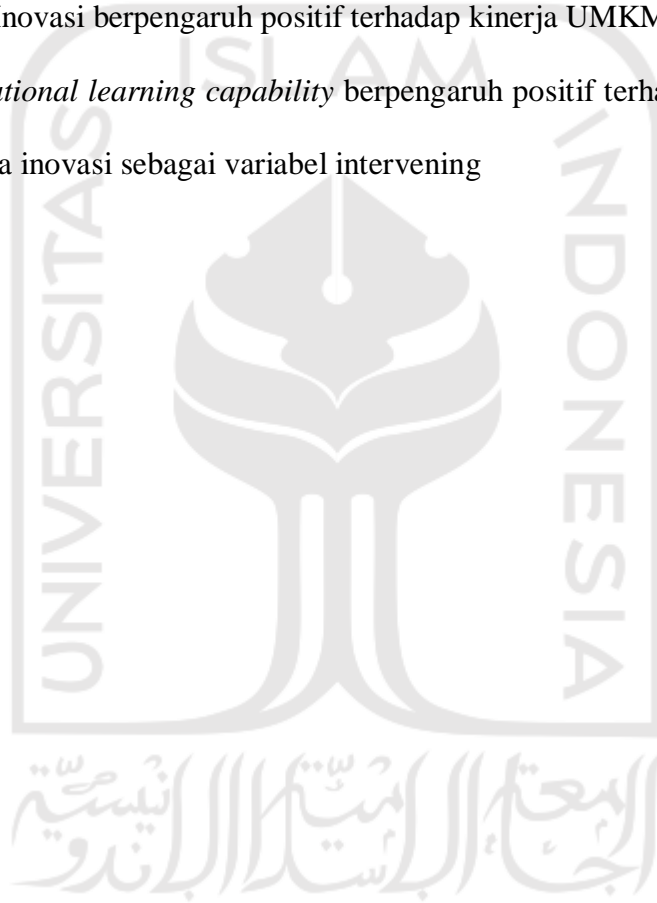 Inovasi berpengaruh positif terhadap kinerja UMKM
ational learning capability berpengaruh positif terha
a inovasi sebagai variabel intervening
ISLAM
UNIVERSITAS
INDONESIA